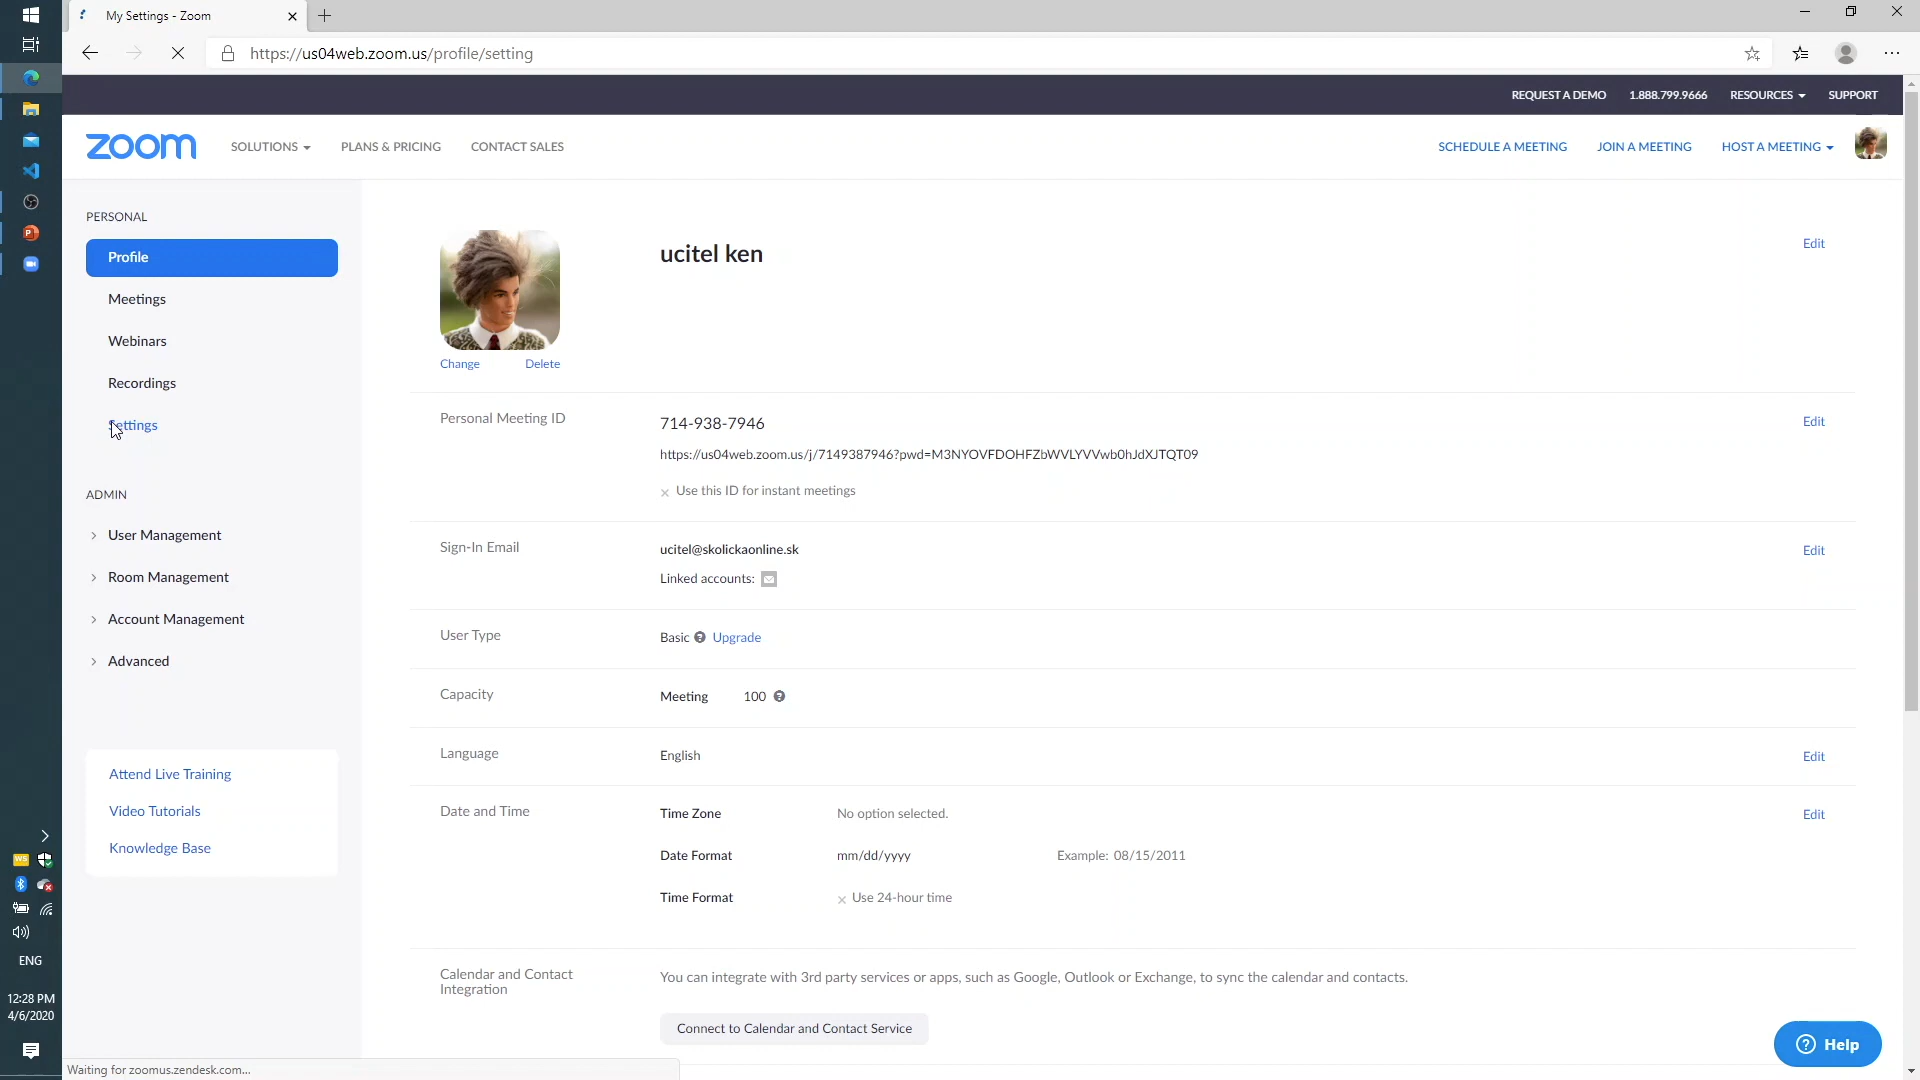 My Settings - Zoom
https://us04web.zoom.us/profile/setting
REQUEST A DEMO 1.888.799.9666 RESOURCES SUPPORT
zoom SOLUTIONS PLANS & PRICING CONTACT SALES SCHEDULE A MEETING JOIN A MEETING HOST A MEETING
PERSONAL
Profile
Meetings
Webinars
Recordings
Settings
ADMIN
User Management
Room Management
Account Management
Advanced
Attend Live Training
Video Tutorials
Knowledge Base
ucitel ken Edit
Change Delete
Personal Meeting ID 714-938-7946 Edit
https://us04web.zoom.us/j/7149387946?pwd=M3NYOVFDOHFZbWVLYVVwb0hJdXJTQT09
Use this ID for instant meetings
Sign-In Email ucitel@skolickaonline.sk Edit
Linked accounts:
User Type Basic Upgrade
Capacity Meeting 100
Language English Edit
Date and Time Time Zone No option selected. Edit
Date Format mm/dd/yyyy Example: 08/15/2011
Time Format Use 24-hour time
Calendar and Contact
Integration
You can integrate with 3rd party services or apps, such as Google, Outlook or Exchange, to sync the calendar and contacts.
Connect to Calendar and Contact Service
Help
WS
ENG
12:28 PM
4/6/2020
Waiting for zoomus.zendesk.com...